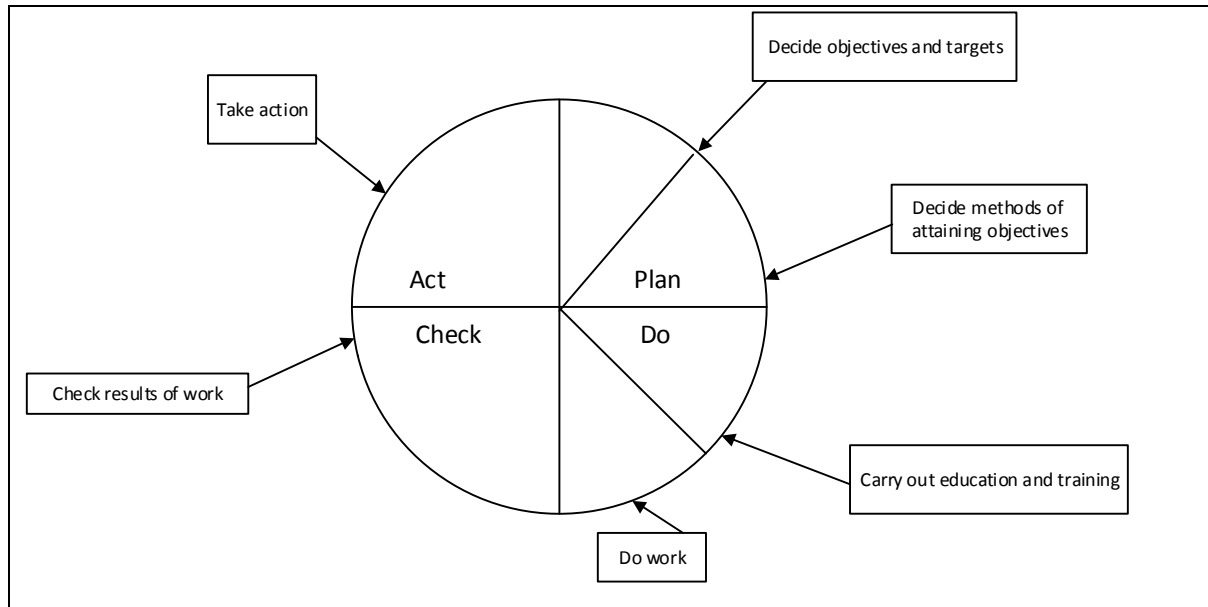 Decide objectives and targets
Take action
Decide methods of
attaining objectives
Act
Plan
Check
Do
Check results of work
Carry out education and training
Do work